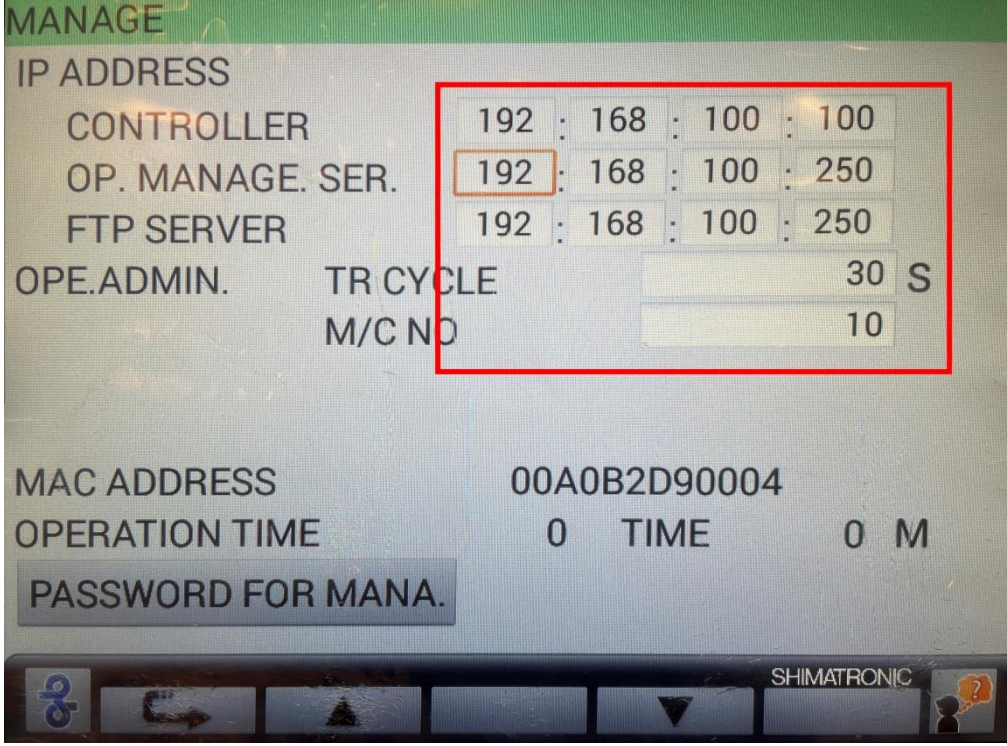 MANAGE
IP ADDRESS
CONTROLLER 192 : 168 : 100 : 100
OP. MANAGE. SER. 192 : 168 : 100 : 250
FTP SERVER 192 : 168 : 100 : 250
OPE.ADMIN. TR CYCLE 30 S
M/C NO 10
MAC ADDRESS 00A0B2D90004
OPERATION TIME 0 TIME 0 M
PASSWORD FOR MANA.
SHIMATRONIC
?